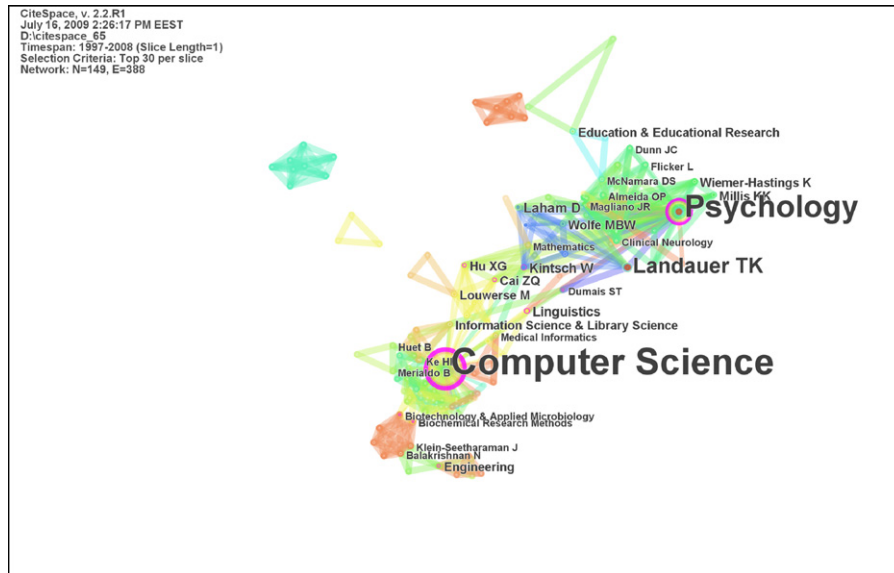 CiteSpace, v. 2.2.R1
July 16, 2009 2:26:17 PM EEST
D:\citespace_65
Timespan: 1997-2008 (Slice Length=1)
Selection Criteria: Top 30 per slice
Network: N=149, E=388
Education & Educational Research
Dunn JC
Flicker L
McNamara DS
Wiemer-Hastings K
Almeida OP
Millis KK
Magliano JR
Psychology
Laham D
Wolfe MBW
Clinical Neurology
Mathematics
Hu XG
Kintsch W
Landauer TK
Cai ZQ
Louwerse M
Dumais ST
Linguistics
Information Science & Library Science
Medical Informatics
Huet B
Ke
Computer Science
Merialdo B
Biotechnology & Applied Microbiology
Biochemical Research Methods
Klein-Seetharaman J
Balakrishnan N
Engineering